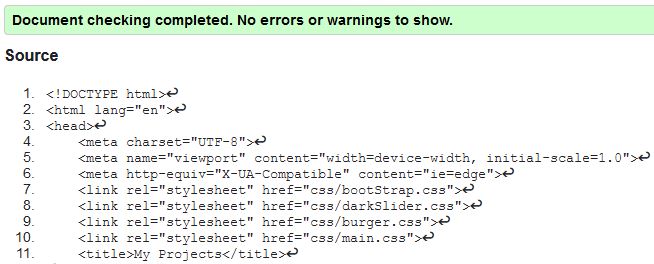 Document checking completed. No errors or warnings to show.
Source
1. <!DOCTYPE html>↩
2. <html lang="en">↩
3. <head>↩
4. <meta charset="UTF-8">↩
5. <meta name="viewport" content="width=device-width, initial-scale=1.0">↩
6. <meta http-equiv="X-UA-Compatible" content="ie=edge">↩
7. <link rel="stylesheet" href="css/bootStrap.css">↩
8. <link rel="stylesheet" href="css/darkSlider.css">↩
9. <link rel="stylesheet" href="css/burger.css">↩
10. <link rel="stylesheet" href="css/main.css">↩
11. <title>My Projects</title>↩